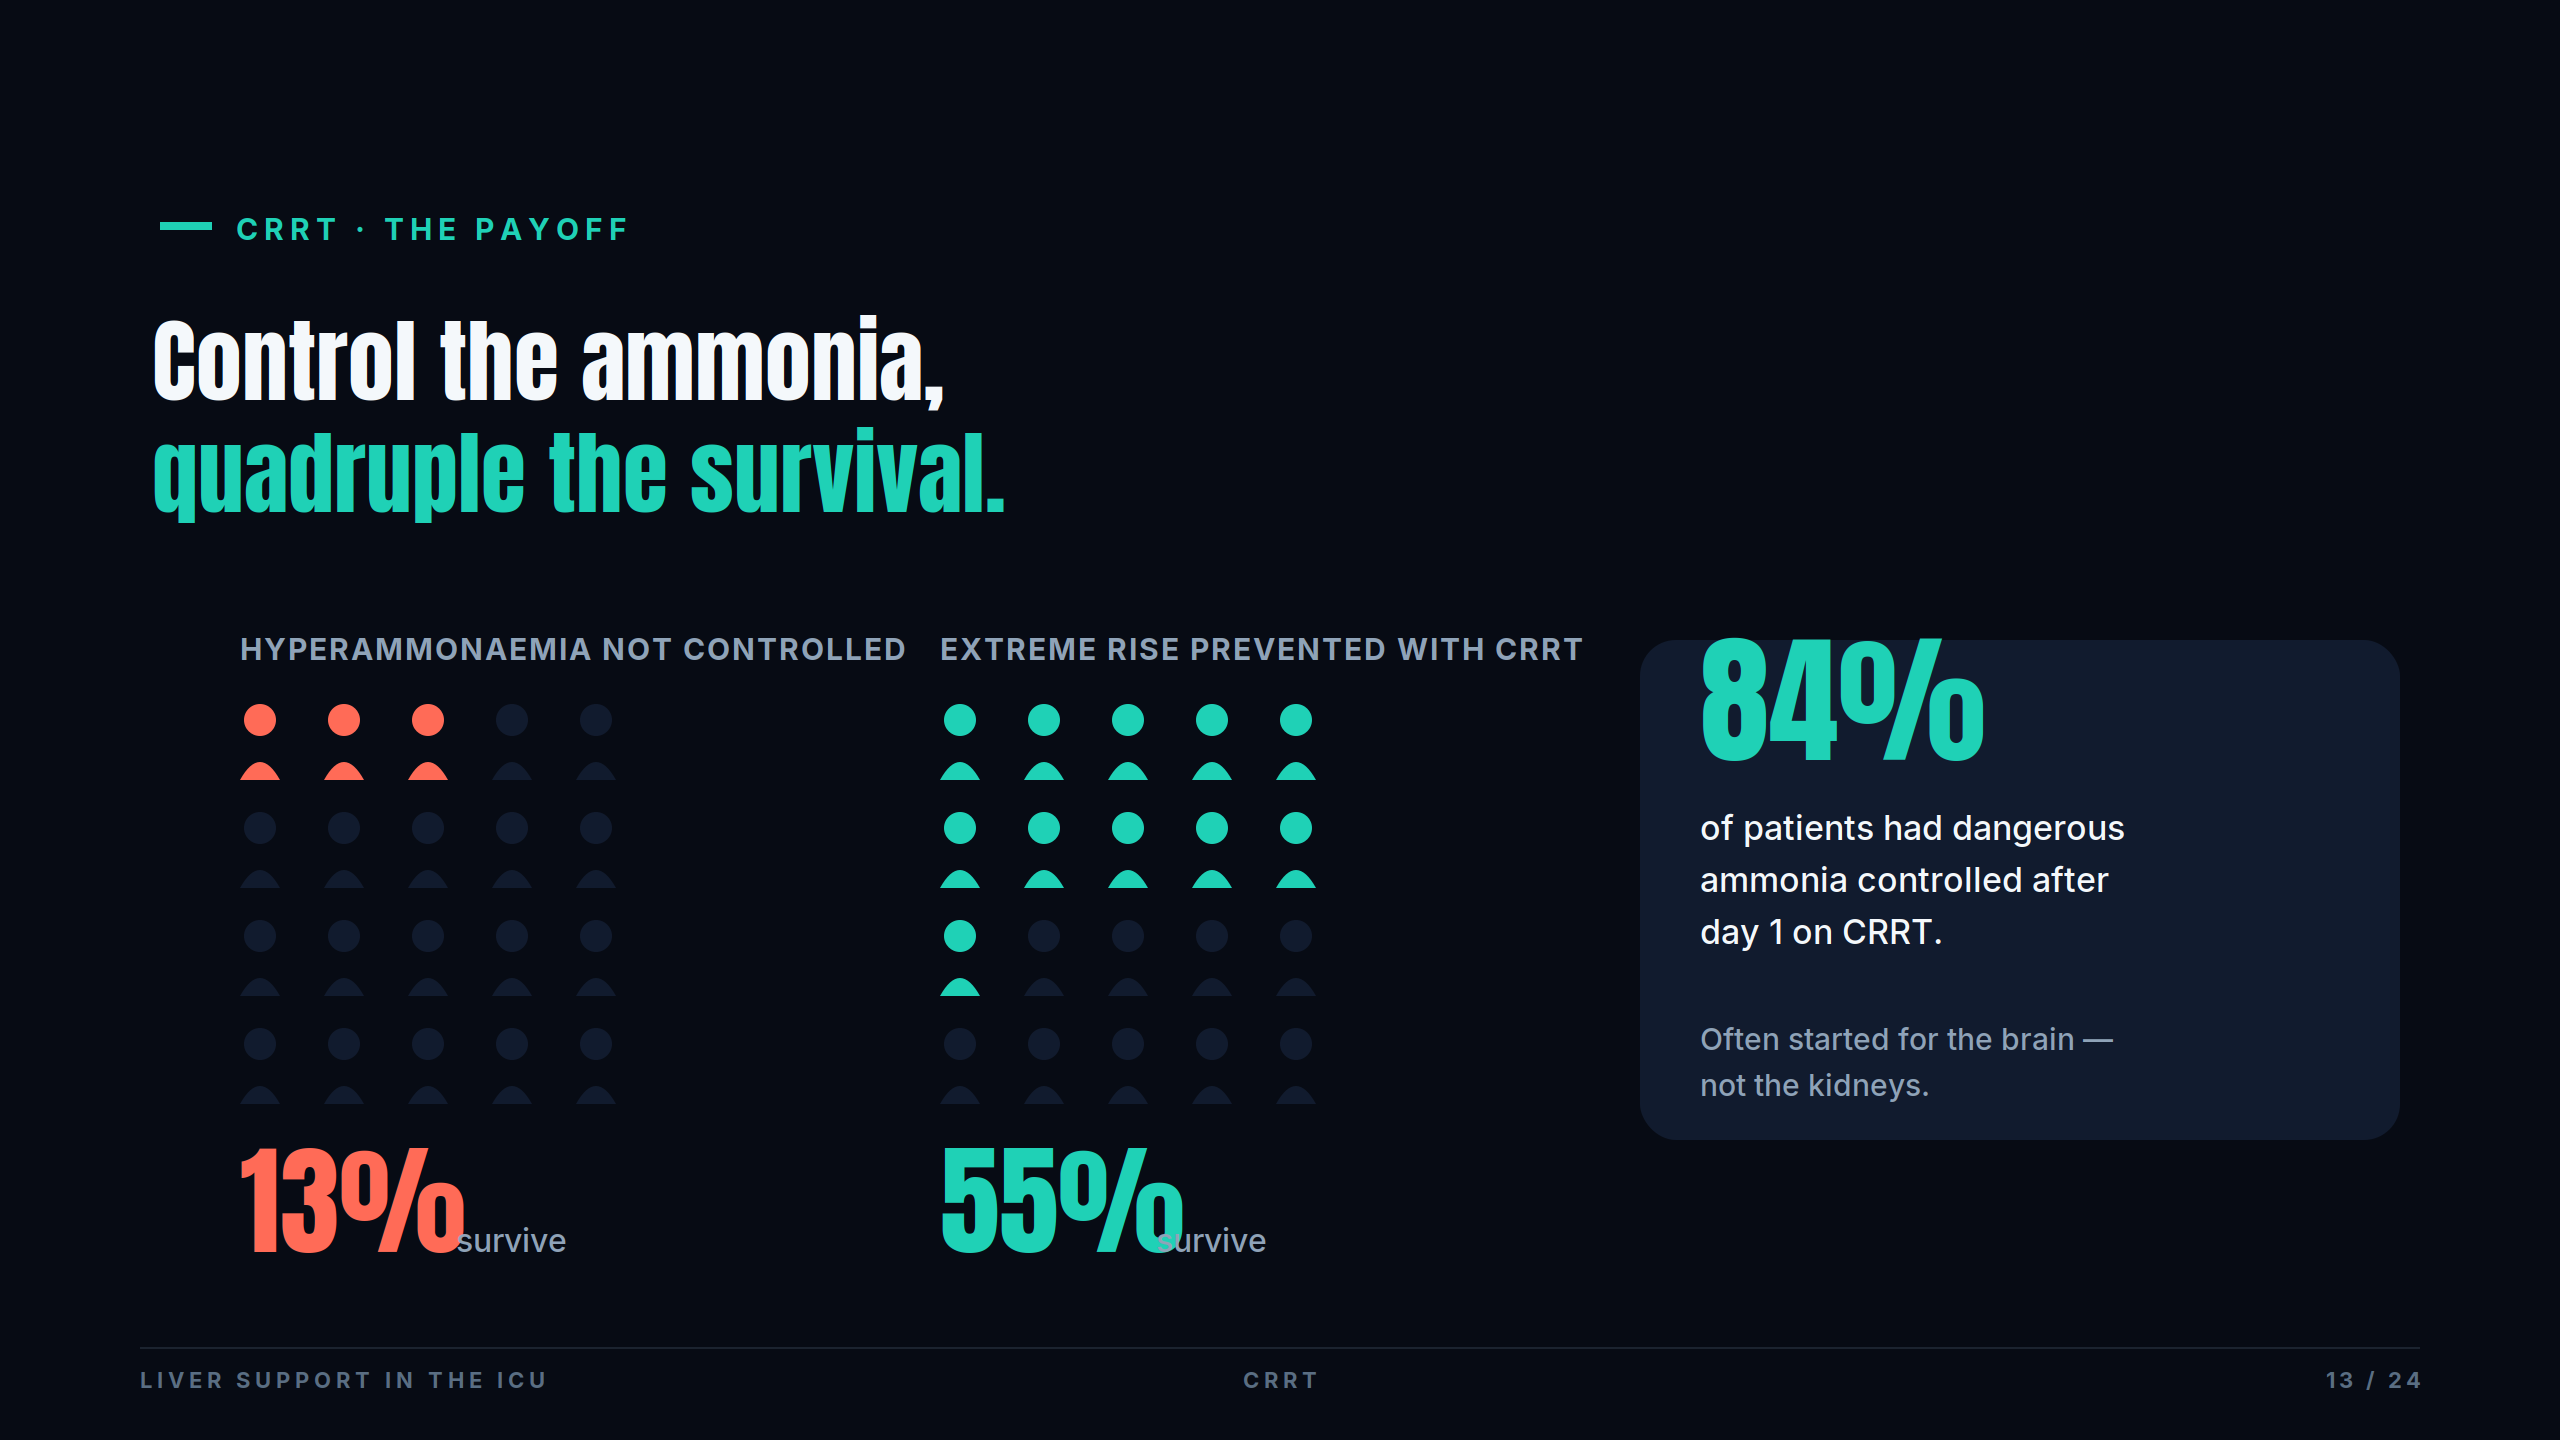 CRRT · THE PAYOFF
Control the ammonia,
quadruple the survival.
HYPERAMMONAEMIA NOT CONTROLLED
13% survive
EXTREME RISE PREVENTED WITH CRRT
55% survive
84%
of patients had dangerous
ammonia controlled after
day 1 on CRRT.
Often started for the brain —
not the kidneys.
LIVER SUPPORT IN THE ICU
CRRT
13 / 24